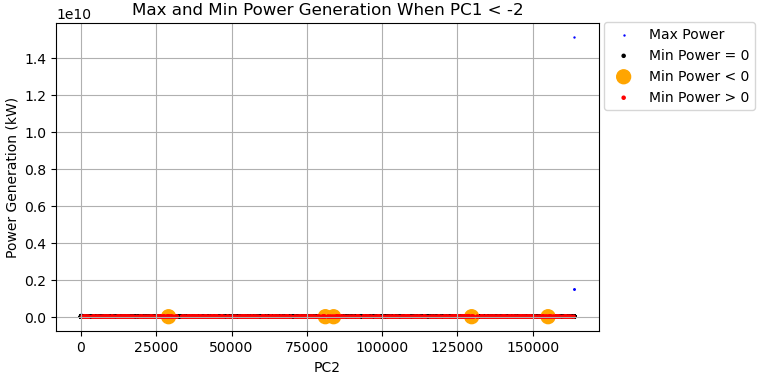 Max and Min Power Generation When PC1 < -2
1e10
Max Power
Min Power = 0
Min Power < 0
Min Power > 0
Power Generation (kW)
1.4
1.2
1.0
0.8
0.6
0.4
0.2
0.0
0 25000 50000 75000 100000 125000 150000
PC2